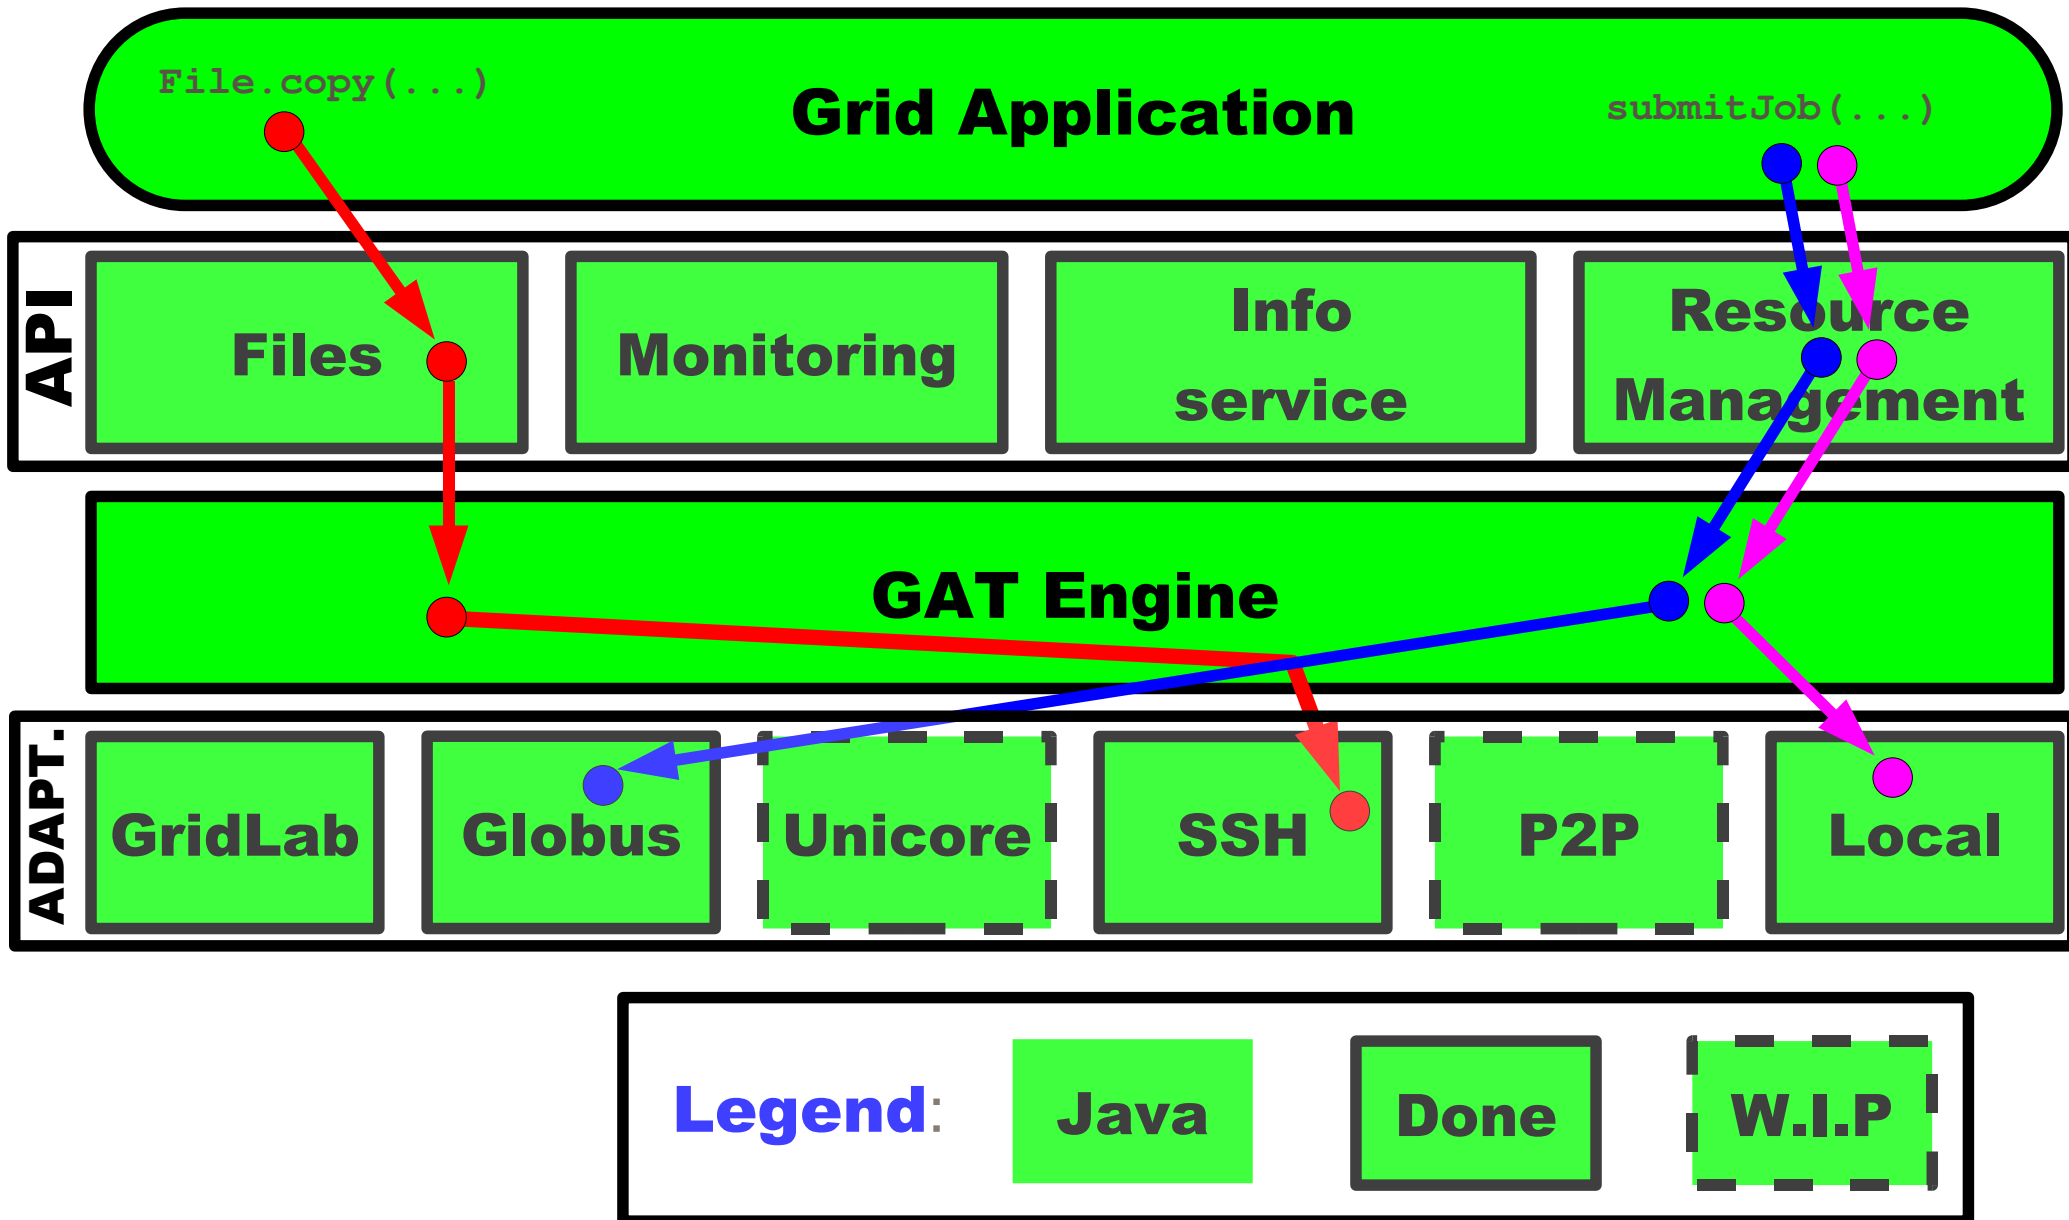 File.copy(...)
Grid Application
submitJob(...)
API
Files
Monitoring
Info
service
Resource
Management
GAT Engine
ADAPT.
GridLab
Globus
Unicore
SSH
P2P
Local
Legend:
Java
Done
W.I.P